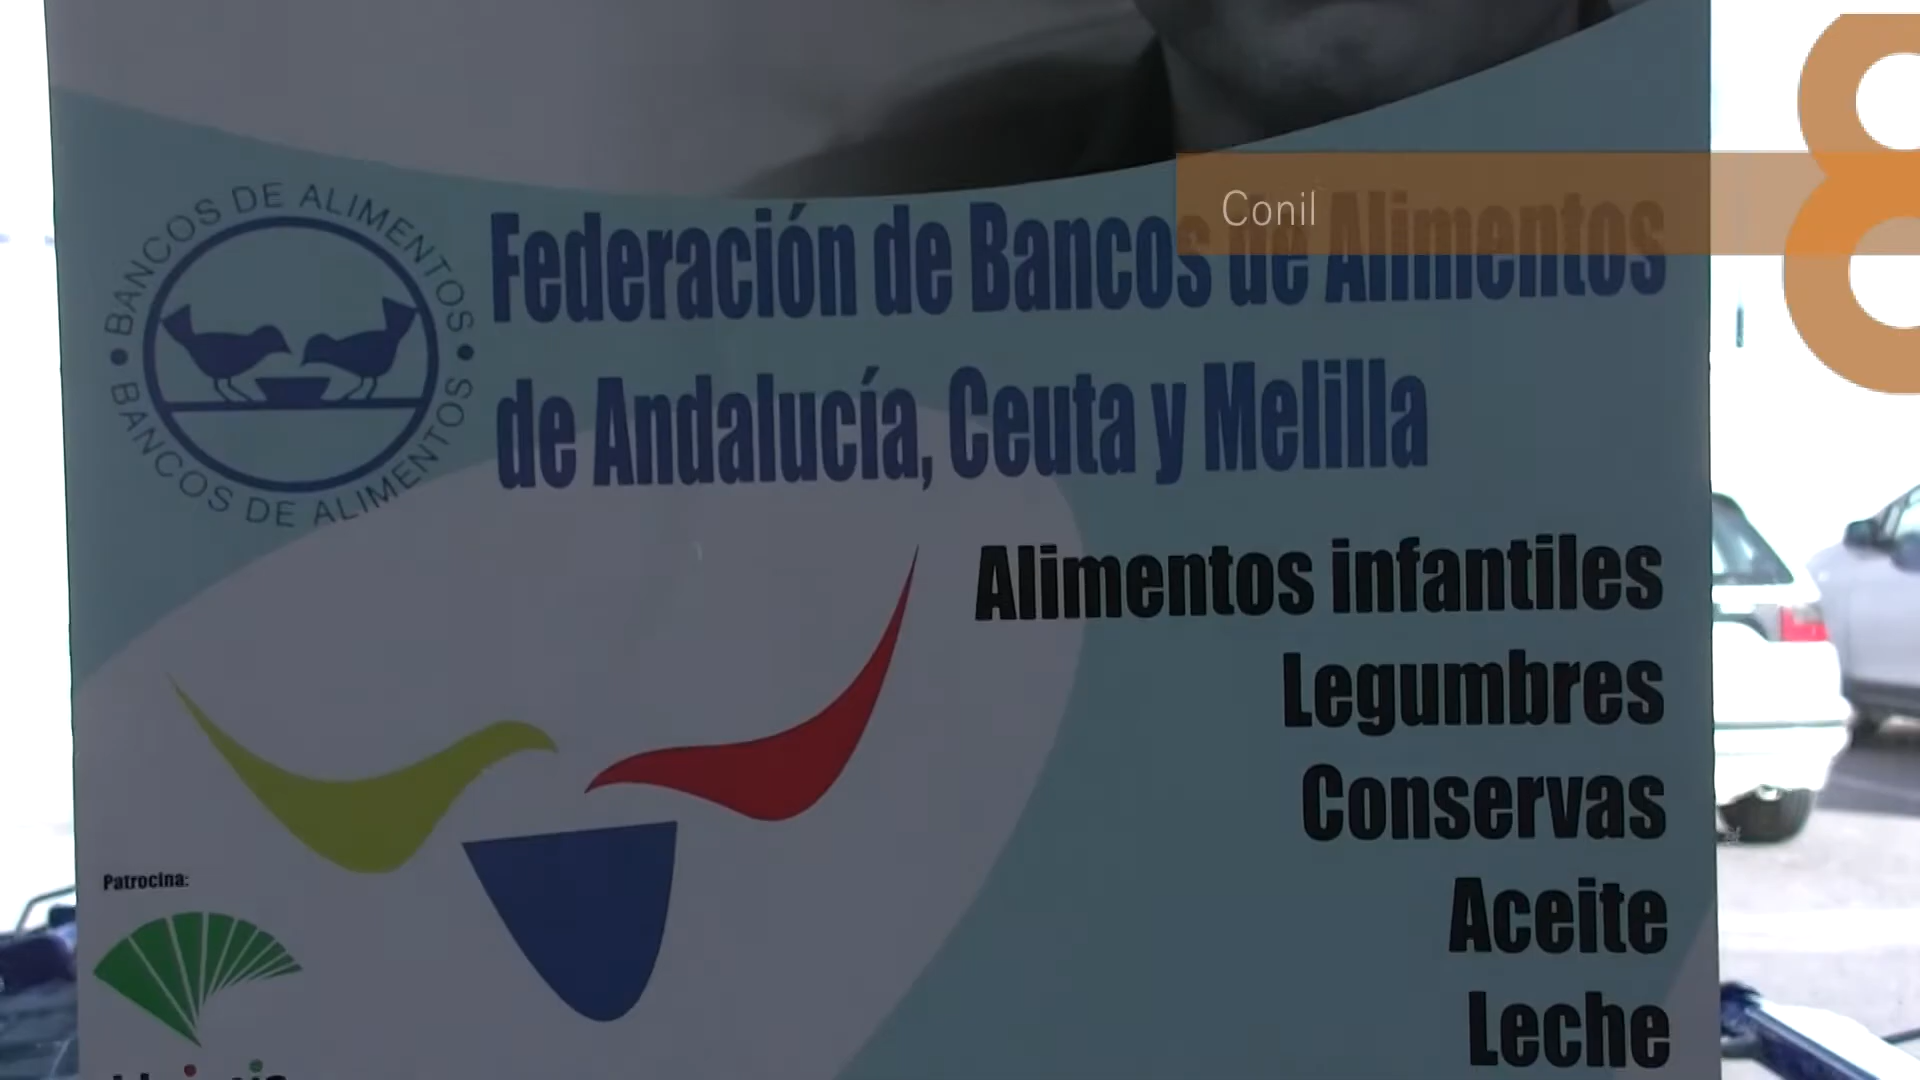 Conil
BANCOS DE ALIMENTOS
BANCOS DE ALIMENTOS
Federación de Bancos de Alimentos
de Andalucía, Ceuta y Melilla
Alimentos infantiles
Legumbres
Conservas
Aceite
Leche
Patrocina: